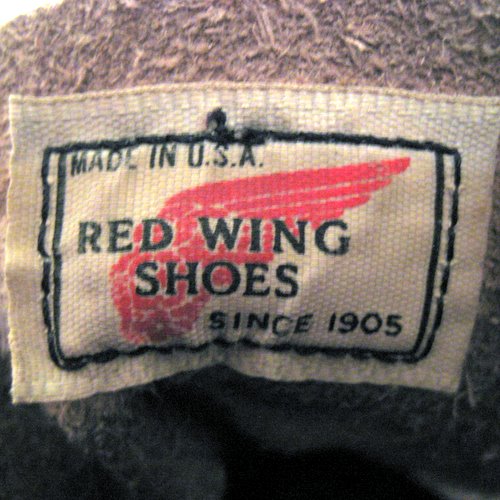 MADE IN U.S.A.
RED WING
SHOES
SINCE 1905